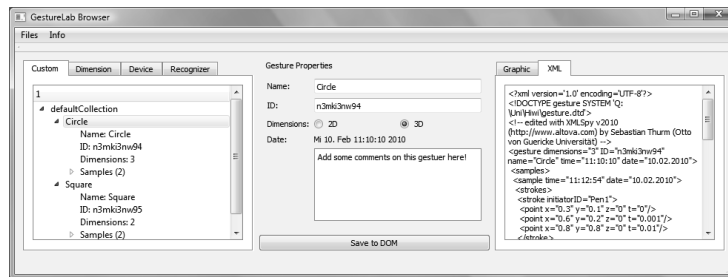 GestureLab Browser
Files Info
Custom Dimension Device Recognizer
1
defaultCollection
Circle
Name: Circle
ID: n3mki3nw94
Dimensions: 3
Samples (2)
Square
Name: Square
ID: n3mki3nw95
Dimensions: 2
Samples (2)
Gesture Properties
Name: Circle
ID: n3mki3nw94
Dimensions: 2D 3D
Date: Mi 10. Feb 11:10:10 2010
Add some comments on this gestuer here!
Save to DOM
Graphic XML
<?xml version='1.0' encoding='UTF-8'?>
<!DOCTYPE gesture SYSTEM 'Q:
\Uni\Hiwi\gesture.dtd'>
<!-- edited with XMLSpy v2010
(http://www.altova.com) by Sebastian Thurm (Otto
von Guericke Universität) -->
<gesture dimensions="3" ID="n3mki3nw94"
name="Circle" time="11:10:10" date="10.02.2010">
<samples>
<sample time="11:12:54" date="10.02.2010">
<strokes>
<stroke initiatorID="Pen1">
<point x="0.3" y="0.1" z="0" t="0"/>
<point x="0.6" y="0.2" z="0" t="0.001"/>
<point x="0.8" y="0.8" z="0" t="0.01"/>
</stroke>